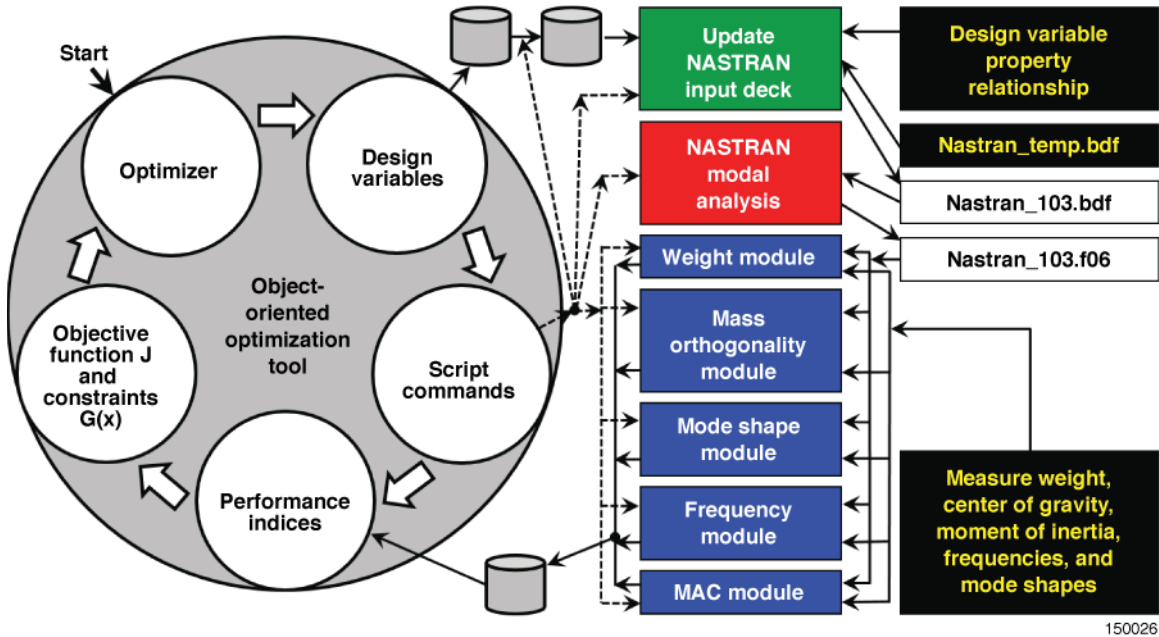 Start
Optimizer
Design
variables
Object-
oriented
optimization
tool
Objective
function J
and
constraints
G(x)
Script
commands
Performance
indices
Update
NASTRAN
input deck
NASTRAN
modal
analysis
Weight module
Mass
orthogonality
module
Mode shape
module
Frequency
module
MAC module
Design variable
property
relationship
Nastran_temp.bdf
Nastran_103.bdf
Nastran_103.f06
Measure weight,
center of gravity,
moment of inertia,
frequencies, and
mode shapes
150026